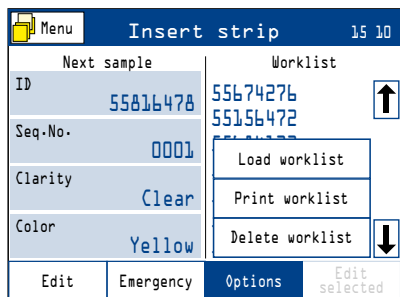 Menu
Insert strip
15 10
Next sample
Worklist
ID
55816478
Seq.No.
0001
Clarity
Clear
Color
Yellow
55674276
55156472
Load worklist
Print worklist
Delete worklist
Edit
Emergency
Options
Edit selected